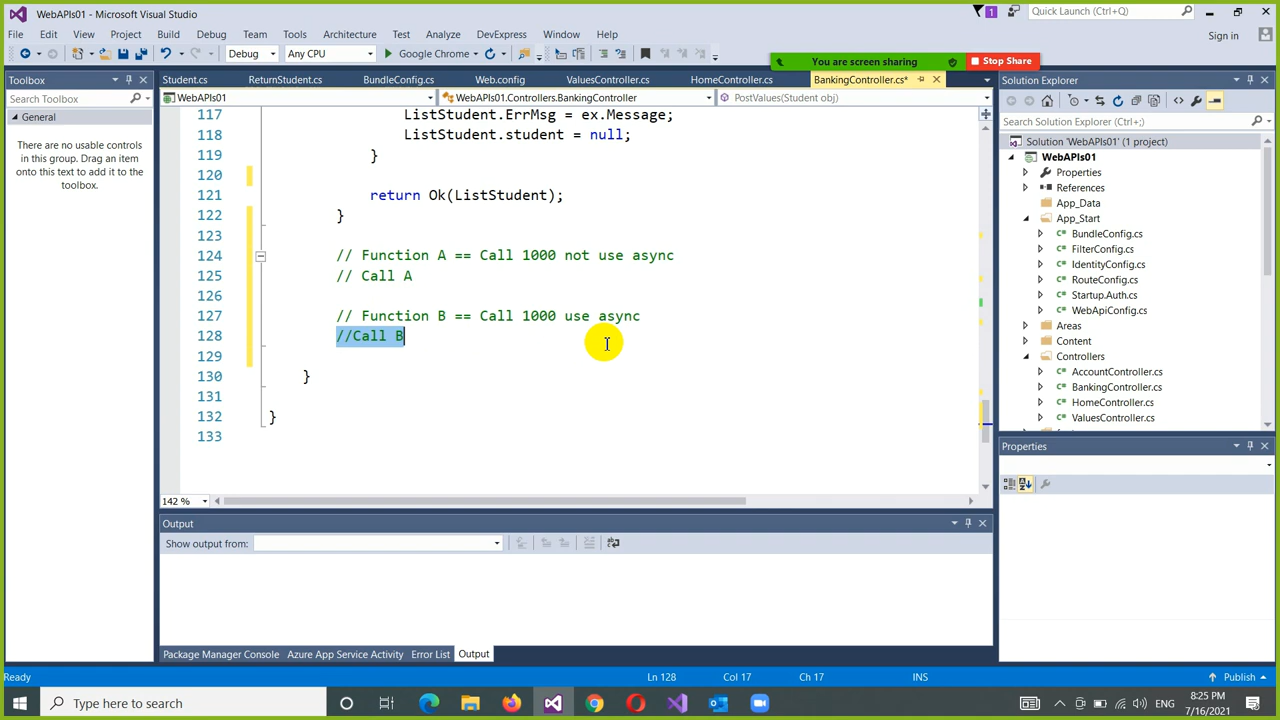 WebAPIs01 - Microsoft Visual Studio
1
Quick Launch (Ctrl+Q)
File Edit View Project Build Debug Team Tools Architecture Test Analyze DevExpress Window Help
Sign in
Debug Any CPU Google Chrome
You are screen sharing Stop Share
Toolbox
Student.cs ReturnStudent.cs BundleConfig.cs Web.config ValuesController.cs HomeController.cs BankingController.cs*
Solution Explorer
Search Toolbox
WebAPIs01 WebAPIs01.Controllers.BankingController PostValues(Student obj)
General
There are no usable controls
in this group. Drag an item
onto this text to add it to the
toolbox.
117 ListStudent.ErrMsg = ex.Message;
118 ListStudent.student = null;
119 }
120
121 return Ok(ListStudent);
122 }
123
124 // Function A == Call 1000 not use async
125 // Call A
126
127 // Function B == Call 1000 use async
128 //Call B
129
130 }
131
132 }
133
142 %
Search Solution Explorer (Ctrl+;)
Solution 'WebAPIs01' (1 project)
WebAPIs01
Properties
References
App_Data
App_Start
C# BundleConfig.cs
C# FilterConfig.cs
C# IdentityConfig.cs
C# RouteConfig.cs
C# Startup.Auth.cs
C# WebApiConfig.cs
Areas
Content
Controllers
C# AccountController.cs
C# BankingController.cs
C# HomeController.cs
C# ValuesController.cs
Properties
Output
Show output from:
Package Manager Console Azure App Service Activity Error List Output
Ready Ln 128 Col 17 Ch 17 INS Publish
Type here to search
8:25 PM
7/16/2021